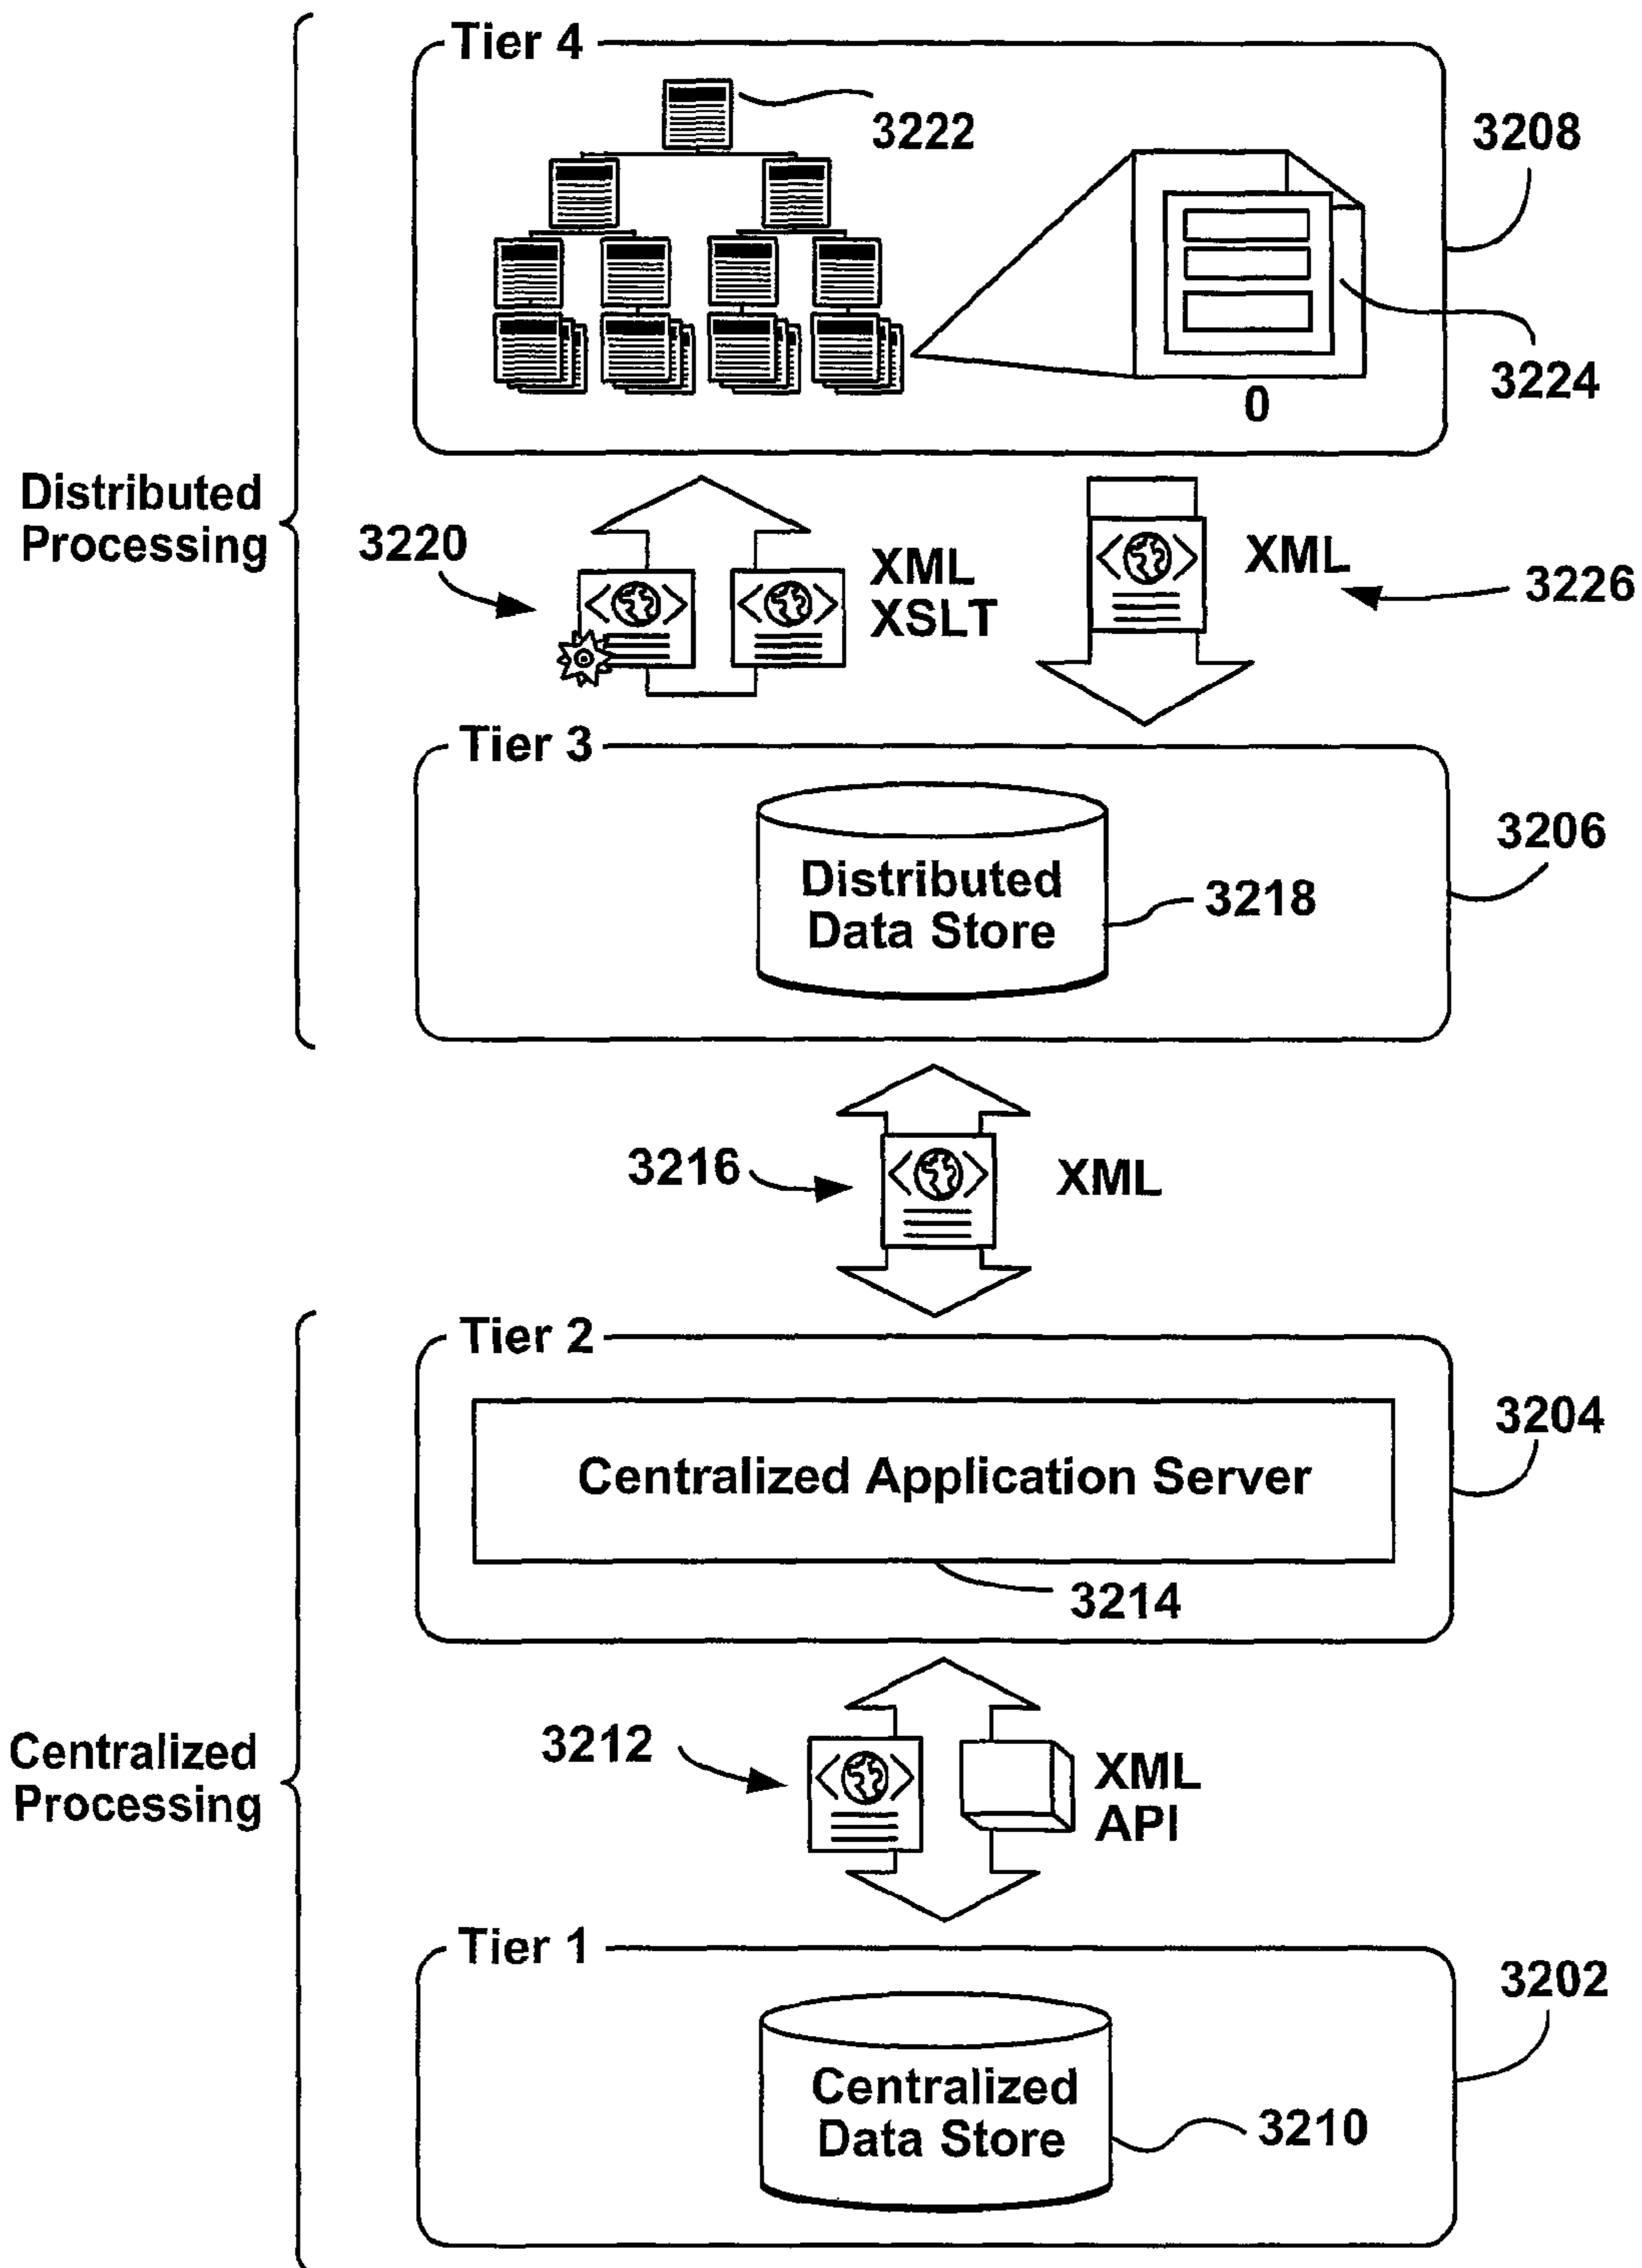 Tier 4
3222
3208
3224
0
Distributed
Processing
3220
XML
XSLT
XML
3226
Tier 3
3206
Distributed
Data Store
3218
3216
XML
Tier 2
3204
Centralized Application Server
3214
Centralized
Processing
3212
XML
API
Tier 1
3202
Centralized
Data Store
3210